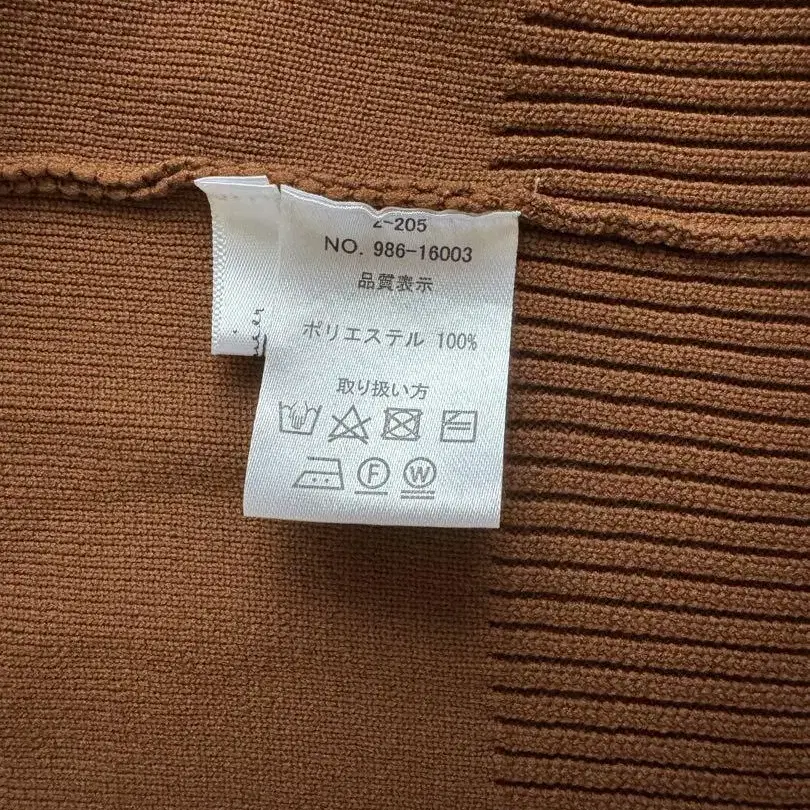 2-205
NO. 986-16003
品質表示
ポリエステル 100%
取り扱い方
F W